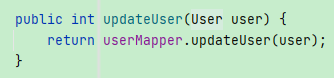 public int updateUser(User user) {
    return userMapper.updateUser(user);
}